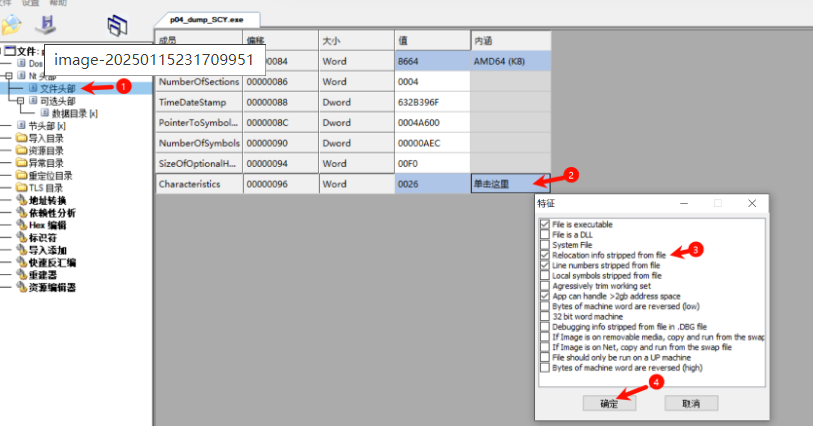 设置 帮助
p04_dump_SCY.exe
成员 偏移 大小 值 内涵
image-20250115231709951
00000084 Word 8664 AMD64 (K8)
NumberOfSections 00000086 Word 0004
TimeDateStamp 00000088 Dword 632B396F
PointerToSymbol... 0000008C Dword 0004A600
NumberOfSymbols 00000090 Dword 00000AEC
SizeOfOptionalH... 00000094 Word 00F0
Characteristics 00000096 Word 0026 单击这里
文件:
Dos
Nt 头部
文件头部
可选头部
数据目录 [x]
节头部 [x]
导入目录
资源目录
异常目录
重定位目录
TLS 目录
地址转换
依赖性分析
Hex 编辑
标识符
导入添加
快速反汇编
重建器
资源编辑器
1
2
特征
File is executable
File is a DLL
System File
Relocation info stripped from file
3
Line numbers stripped from file
Local symbols stripped from file
Agressively trim working set
App can handle >2gb address space
Bytes of machine word are reversed (low)
32 bit word machine
Debugging info stripped from file in .DBG file
If Image is on removable media, copy and run from the swap
If Image is on Net, copy and run from the swap file
File should only be run on a UP machine
Bytes of machine word are reversed (high)
4
确定 取消